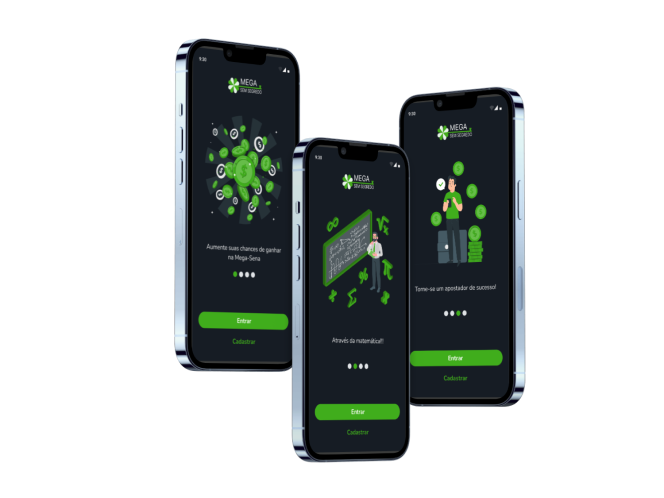 9:30
MEGA
SEM SEGREDO
Aumente suas chances de ganhar
na Mega-Sena
Entrar
Cadastrar
9:30
MEGA
SEM SEGREDO
Através da matemática!!
Entrar
Cadastrar
9:30
MEGA
SEM SEGREDO
Torne-se um apostador de sucesso!
Entrar
Cadastrar